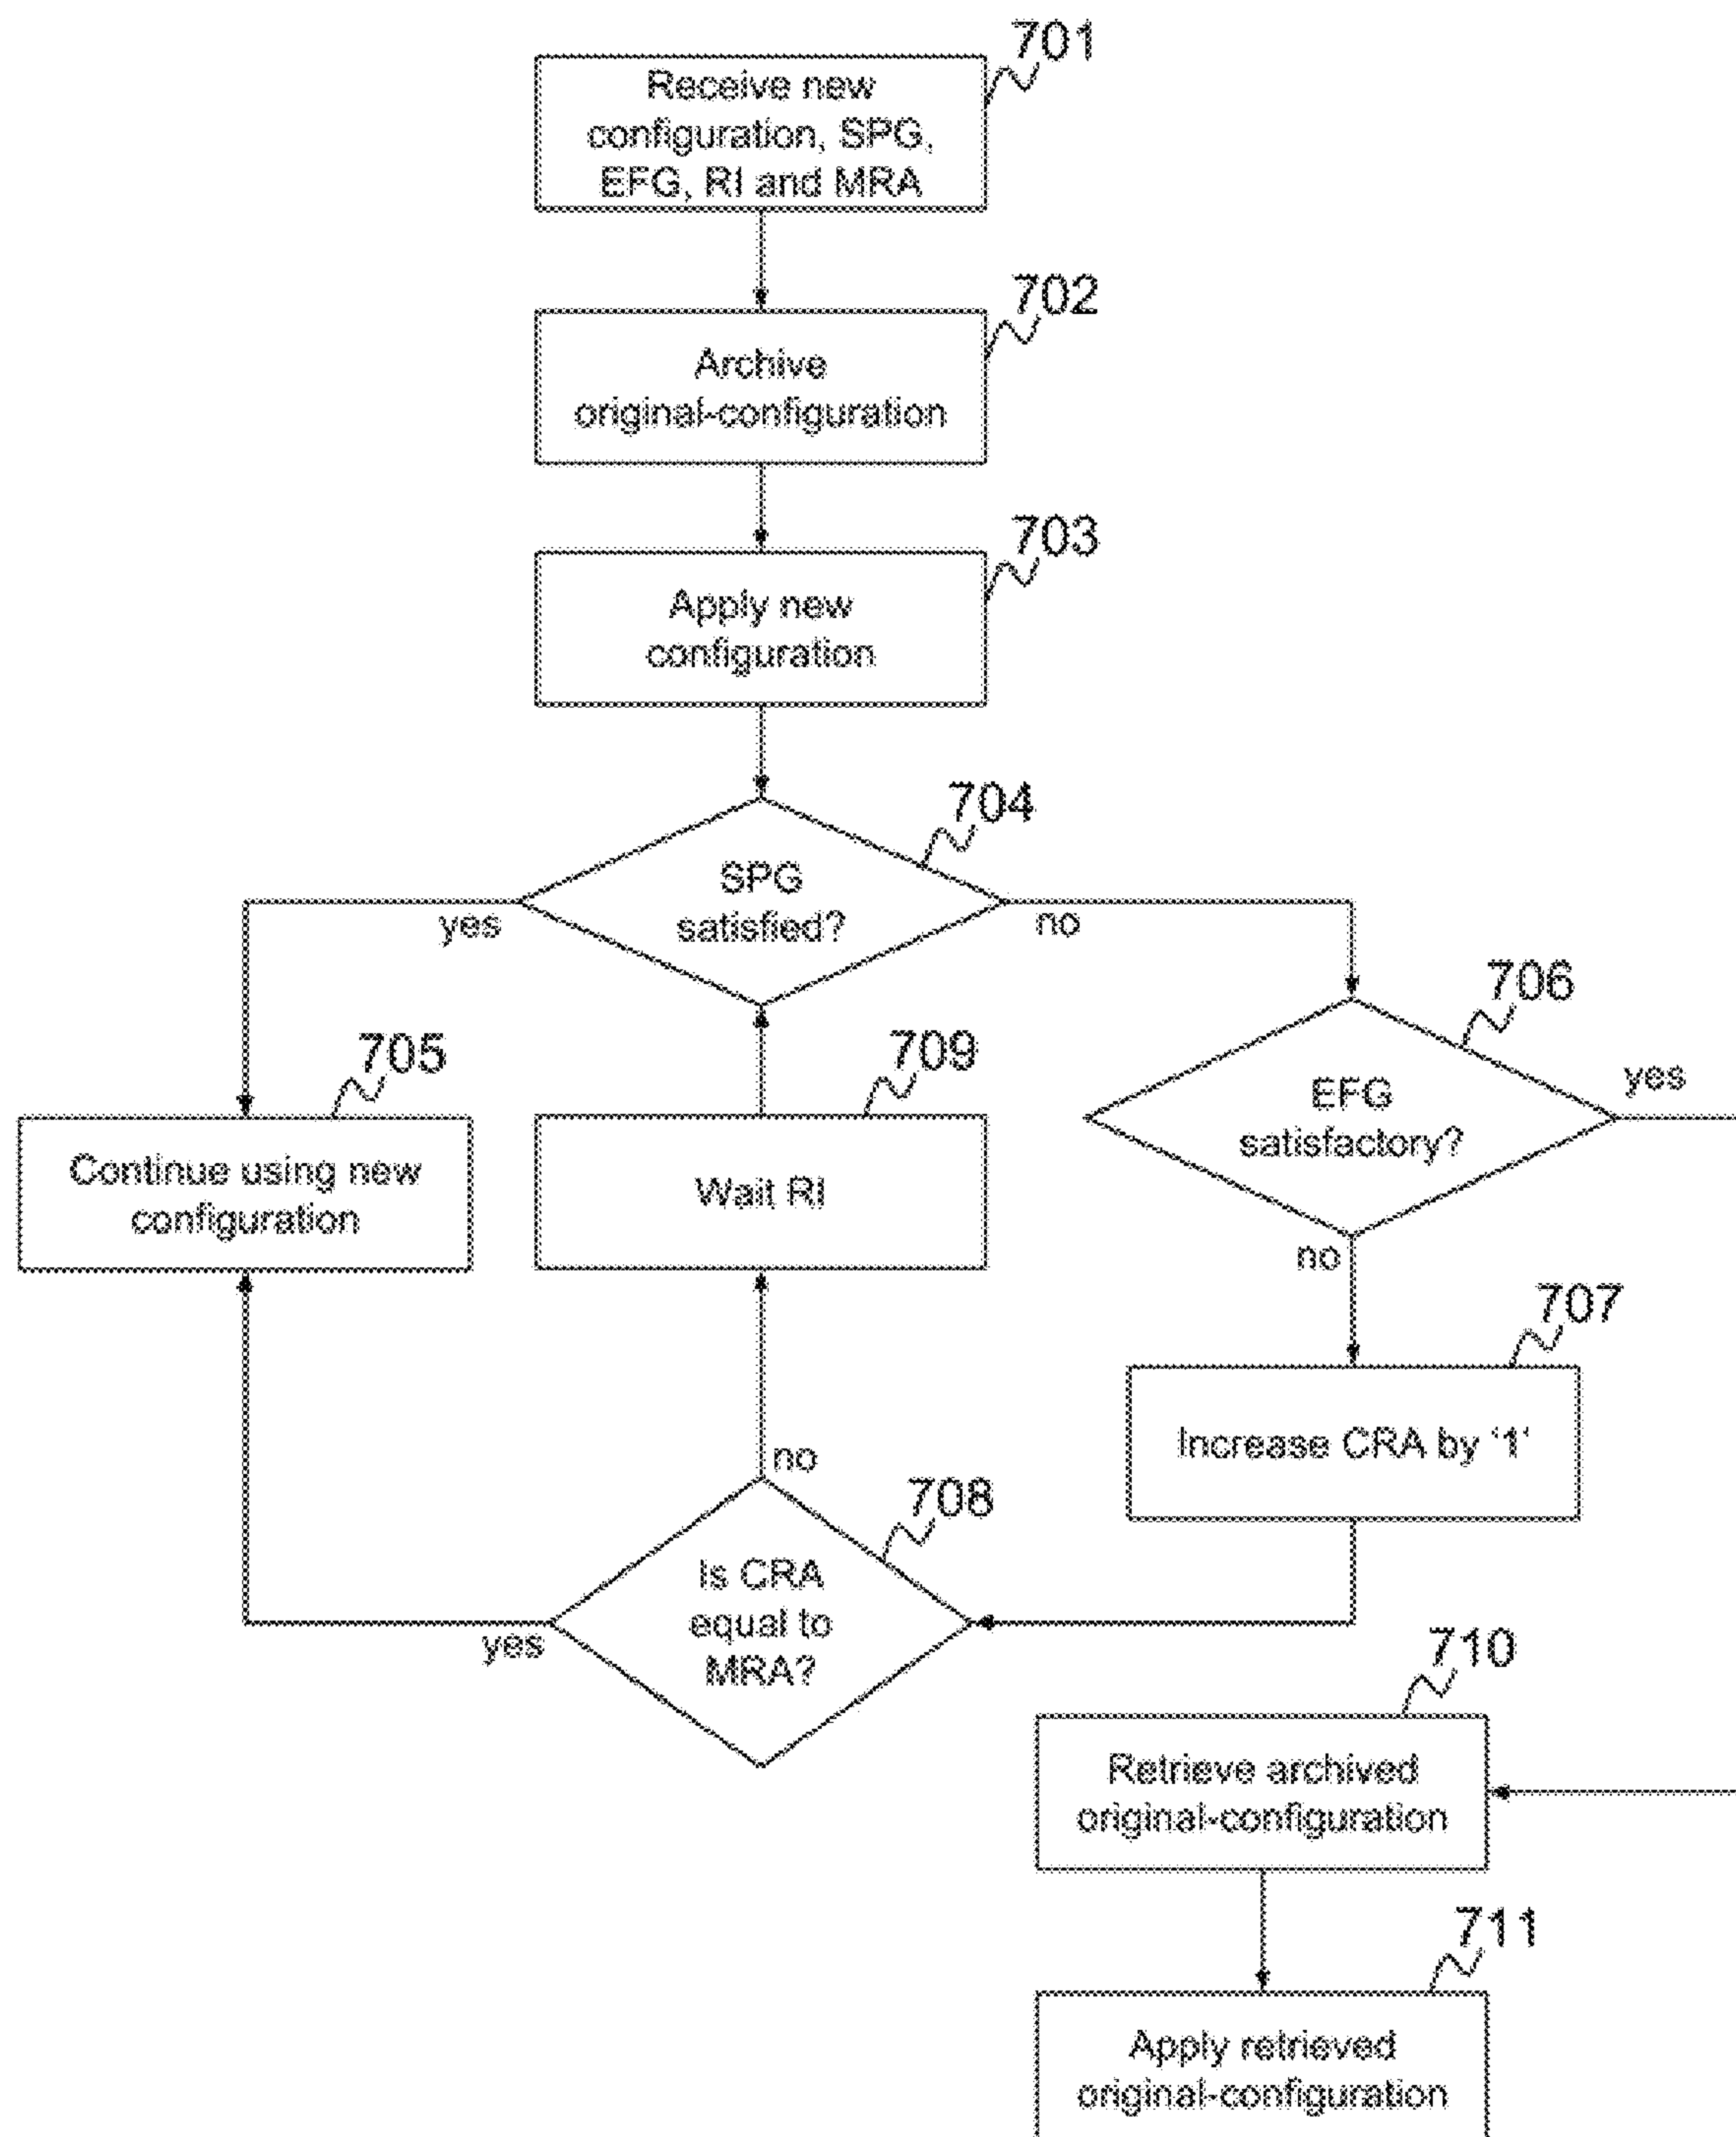 701
Receive new
configuration, SPG,
EFG, RI and MRA
702
Archive
original-configuration
703
Apply new
configuration
704
SPG
satisfied?
yes
no
706
EFG
satisfactory?
yes
no
705
Continue using new
configuration
709
Wait RI
707
Increase CRA by '1'
no
708
Is CRA
equal to
MRA?
yes
710
Retrieve archived
original-configuration
711
Apply retrieved
original-configuration